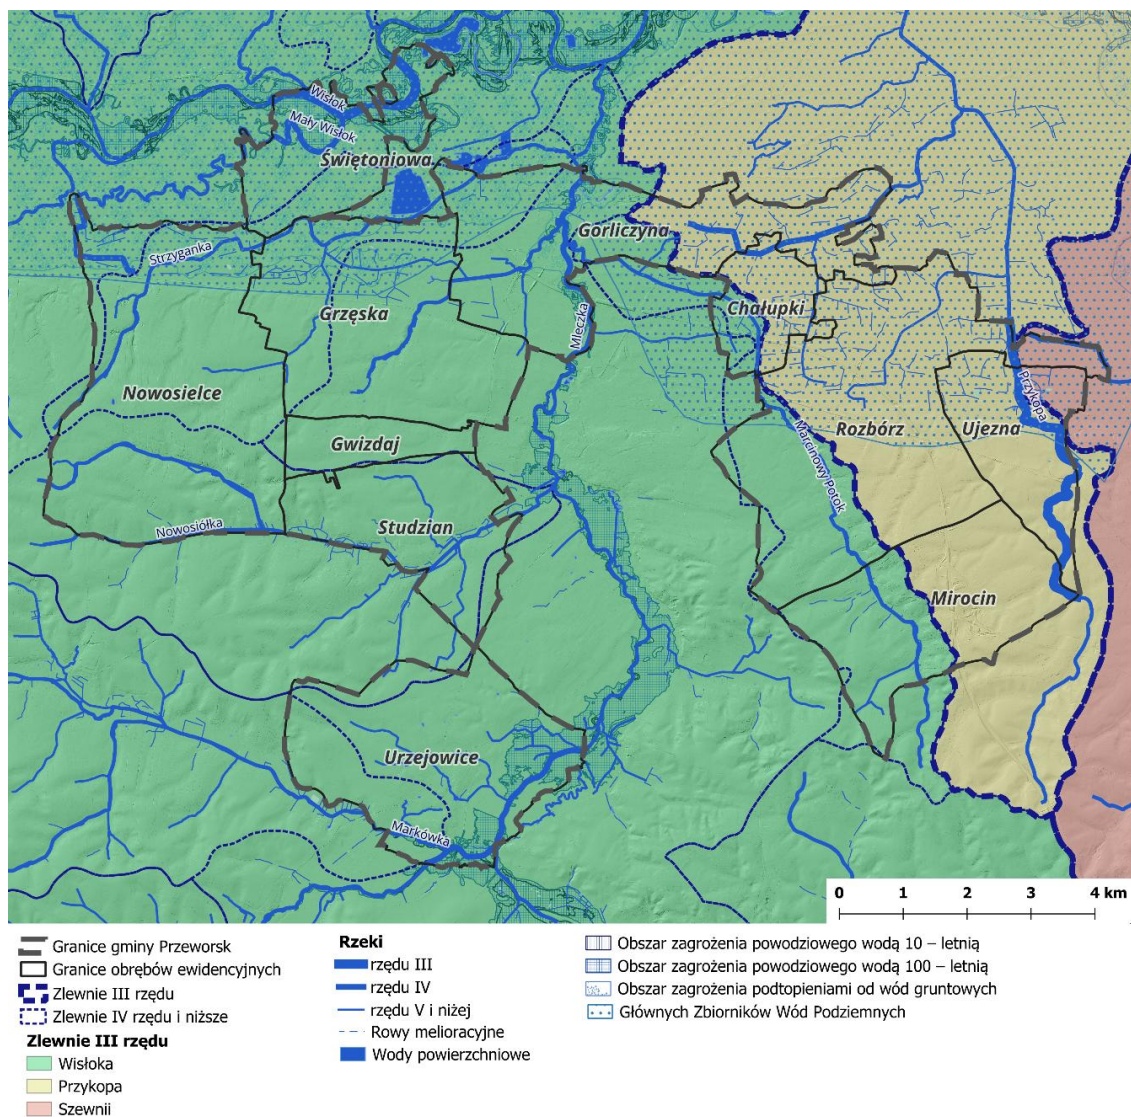 Wisłok
Mały Wisłok
Świętoniowa
Gorliczyna
Strzyganka
Grzęska
Mleczka
Chałupki
Przykopa
Nowosielce
Gwizdaj
Marcinowy Potok
Rozbórz
Ujezna
Nowosiółka
Studzian
Mirocin
Urzejowice
Markówka
0 1 2 3 4 km
Granice gminy Przeworsk
Granice obrębów ewidencyjnych
Zlewnie III rzędu
Zlewnie IV rzędu i niższe
Zlewnie III rzędu
Wisłoka
Przykopa
Szewnii
Rzeki
rzędu III
rzędu IV
rzędu V i niżej
Rowy melioracyjne
Wody powierzchniowe
Obszar zagrożenia powodziowego wodą 10 – letnią
Obszar zagrożenia powodziowego wodą 100 – letnią
Obszar zagrożenia podtopieniami od wód gruntowych
Głównych Zbiorników Wód Podziemnych